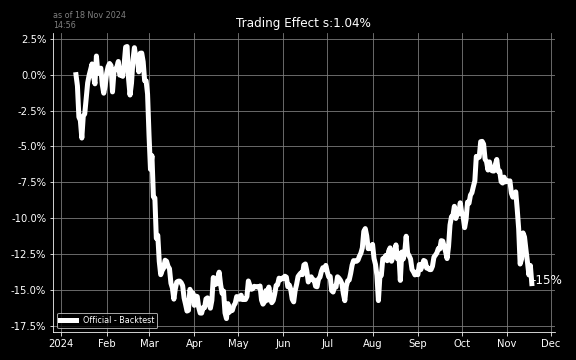 as of 18 Nov 2024
14:56
Trading Effect s:1.04%
2.5%
0.0%
-2.5%
-5.0%
-7.5%
-10.0%
-12.5%
-15.0%
-17.5%
-15%
Official - Backtest
2024 Feb Mar Apr May Jun Jul Aug Sep Oct Nov Dec